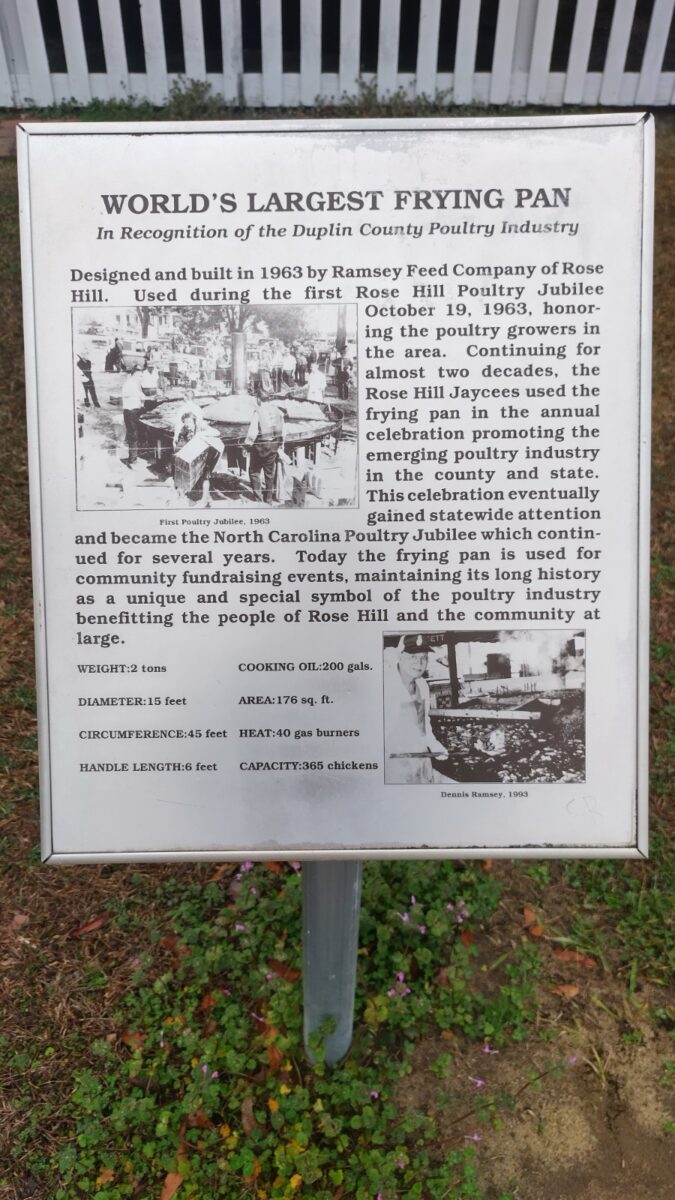 WORLD'S LARGEST FRYING PAN
In Recognition of the Duplin County Poultry Industry
Designed and built in 1963 by Ramsey Feed Company of Rose
Hill. Used during the first Rose Hill Poultry Jubilee
October 19, 1963, honor-
ing the poultry growers in
the area. Continuing for
almost two decades, the
Rose Hill Jaycees used the
frying pan in the annual
celebration promoting the
emerging poultry industry
in the county and state.
This celebration eventually
gained statewide attention
First Poultry Jubilee, 1963
and became the North Carolina Poultry Jubilee which contin-
ued for several years. Today the frying pan is used for
community fundraising events, maintaining its long history
as a unique and special symbol of the poultry industry
benefitting the people of Rose Hill and the community at
large.
WEIGHT:2 tons COOKING OIL:200 gals.
DIAMETER:15 feet AREA:176 sq. ft.
CIRCUMFERENCE:45 feet HEAT:40 gas burners
HANDLE LENGTH:6 feet CAPACITY:365 chickens
Dennis Ramsey, 1993